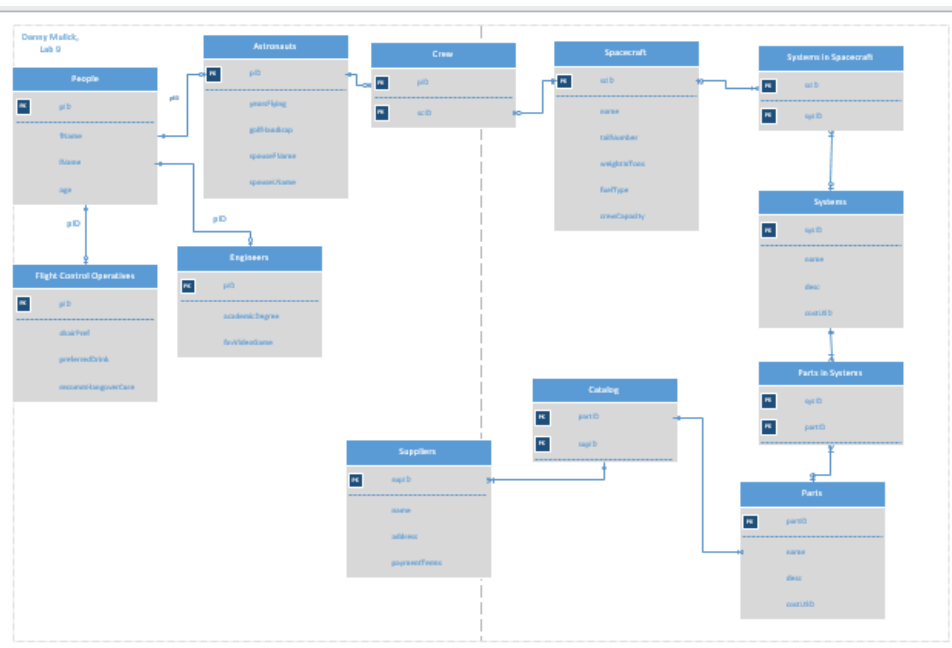 Danny Mulick,
Lab 9
People
PK
pID
fName
lName
age
Astronauts
PK
pID
yearsFlying
golfHandicap
spouseFName
spouseLName
Crew
PK
pID
PK
scID
Spacecraft
PK
scID
name
tailNumber
weightInTons
fuelType
crewCapacity
Systems in Spacecraft
PK
scID
PK
sysID
pID
pID
pID
Flight Control Operatives
PK
pID
chairPref
preferredDrink
Engineers
PK
pID
academicDegree
favVideoGame
Systems
PK
sysID
name
desc
costUSD
Parts in Systems
PK
sysID
PK
partID
Catalog
PK
partID
PK
supID
Suppliers
PK
supID
name
address
paymentTerms
Parts
PK
partID
name
desc
costUSD